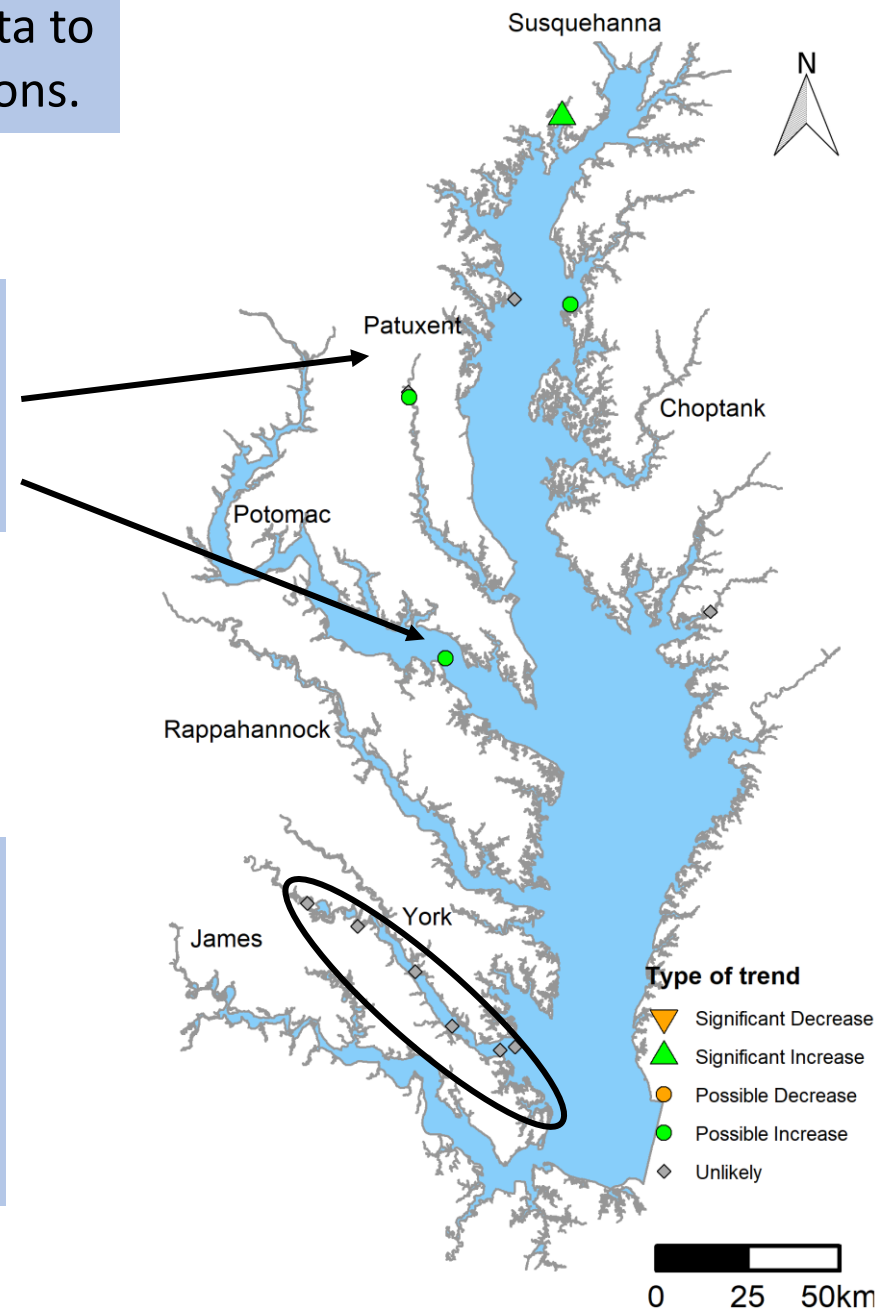 ta to
ons.
Susquehanna
N
Patuxent
Choptank
Potomac
Rappahannock
York
James
Type of trend
Significant Decrease
Significant Increase
Possible Decrease
Possible Increase
Unlikely
0 25 50km